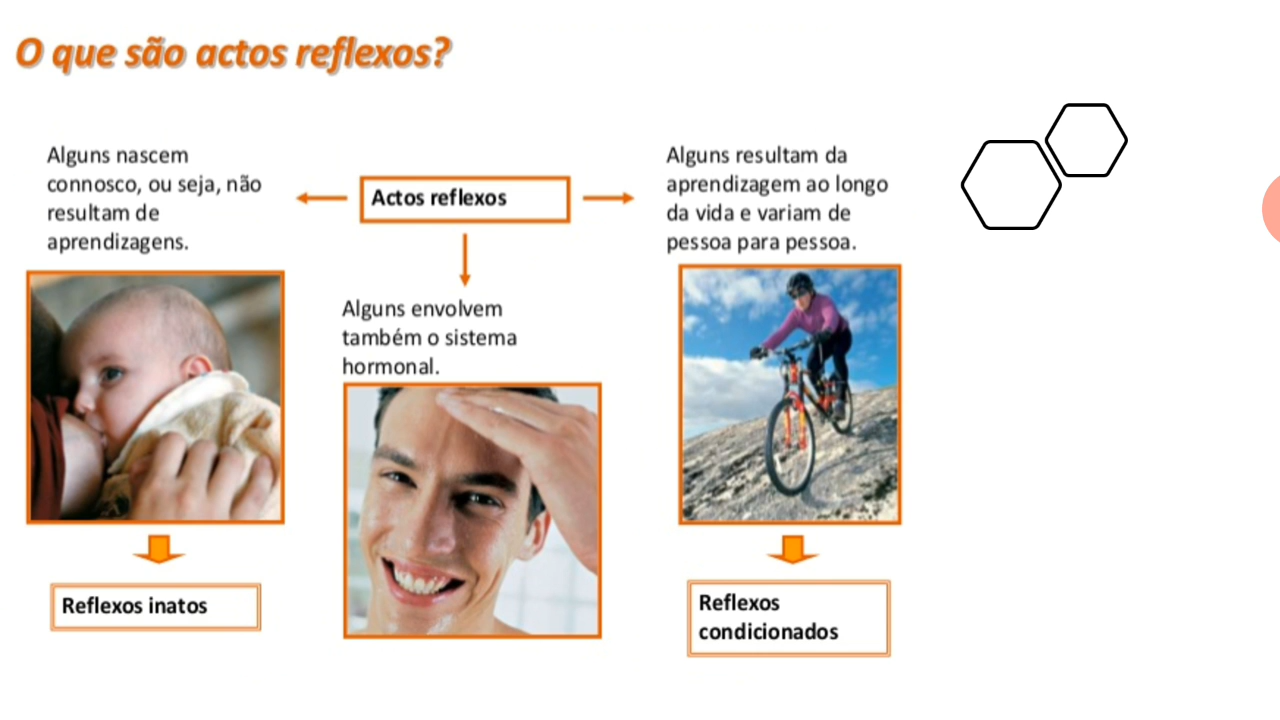 O que são actos reflexos?
Alguns nascem
connosco, ou seja, não
resultam de
aprendizagens.
Actos reflexos
Alguns resultam da
aprendizagem ao longo
da vida e variam de
pessoa para pessoa.
Alguns envolvem
também o sistema
hormonal.
Reflexos inatos
Reflexos
condicionados